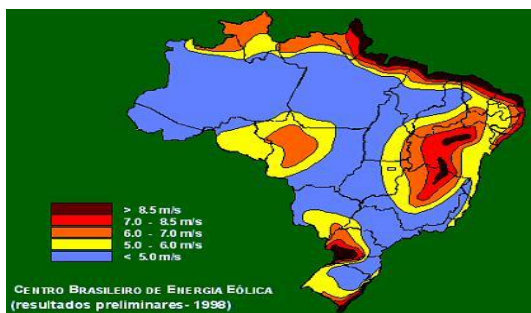 > 8.5 m/s
7.0 - 8.5 m/s
6.0 - 7.0 m/s
5.0 - 6.0 m/s
< 5.0 m/s
CENTRO BRASILEIRO DE ENERGIA EÓLICA
(resultados preliminares- 1998)